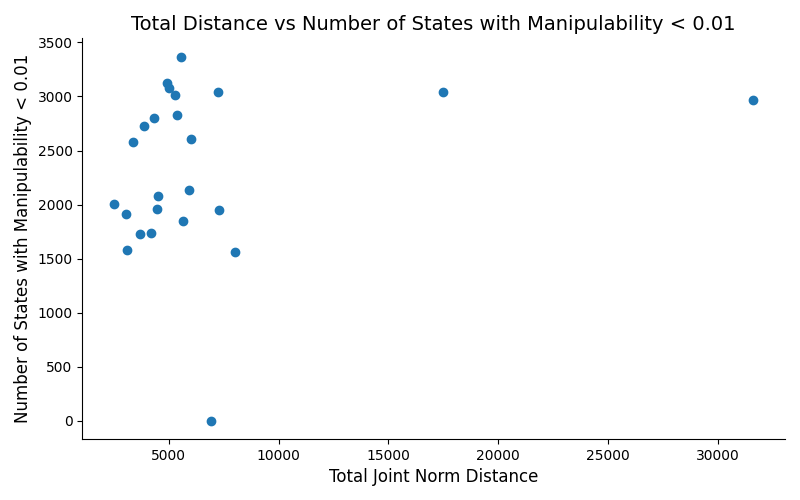 Total Distance vs Number of States with Manipulability < 0.01
Number of States with Manipulability < 0.01
3500
3000
2500
2000
1500
1000
500
0
5000 10000 15000 20000 25000 30000
Total Joint Norm Distance